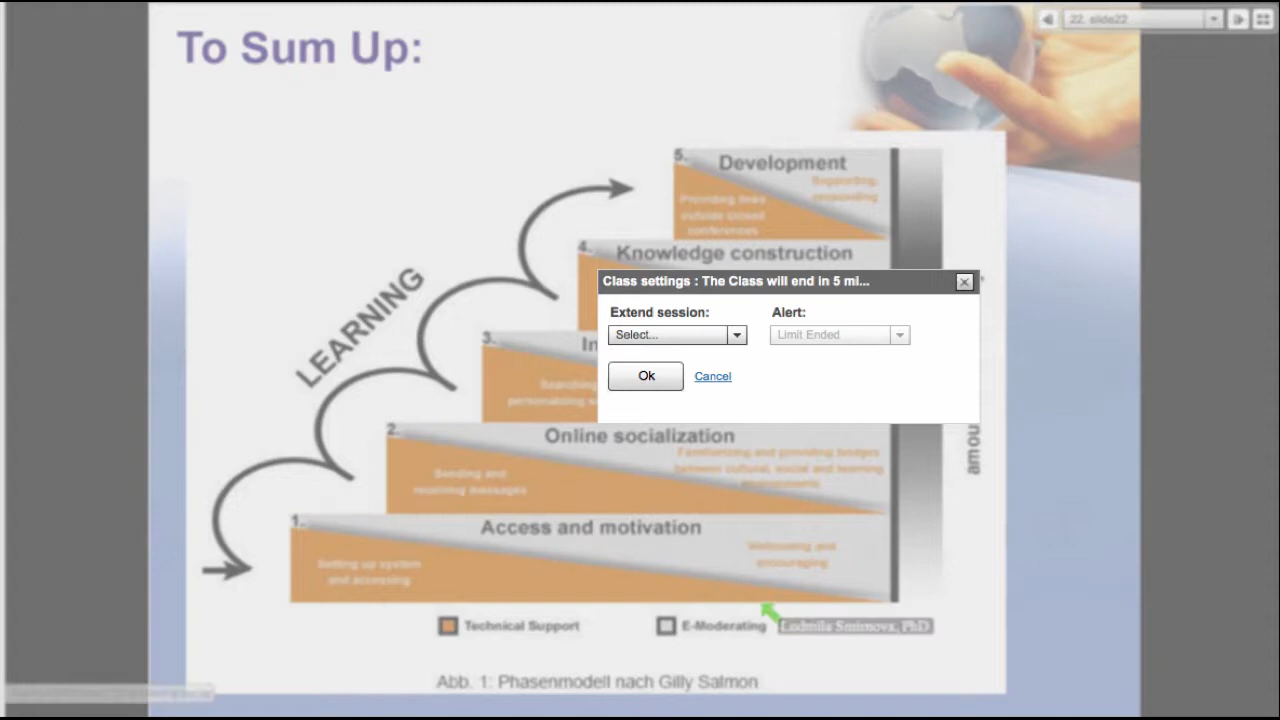 22. slide22
To Sum Up:
5.
Development
Supporting,
responding
Providing links
outside closed
conferences
4.
Knowledge construction
LEARNING
Class settings : The Class will end in 5 mi...
Extend session:
Alert:
Select...
Limit Ended
Ok
Cancel
3.
In
Searching,
personalizing
2.
Online socialization
Familiarizing and providing bridges
between cultural, social and learning
environments
Sending and
receiving messages
amou
1.
Access and motivation
Welcoming and
encouraging
Setting up system
and accessing
Technical Support
E-Moderating
Ludmila Smirnova, PhD
Abb. 1: Phasenmodell nach Gilly Salmon